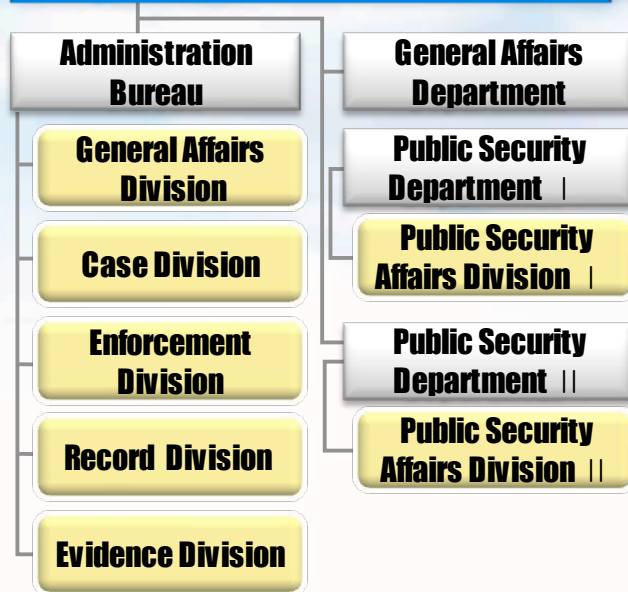 Administration
Bureau
General Affairs
Division
Case Division
Enforcement
Division
Record Division
Evidence Division
General Affairs
Department
Public Security
Department Ⅰ
Public Security
Affairs Division Ⅰ
Public Security
Department Ⅱ
Public Security
Affairs Division Ⅱ